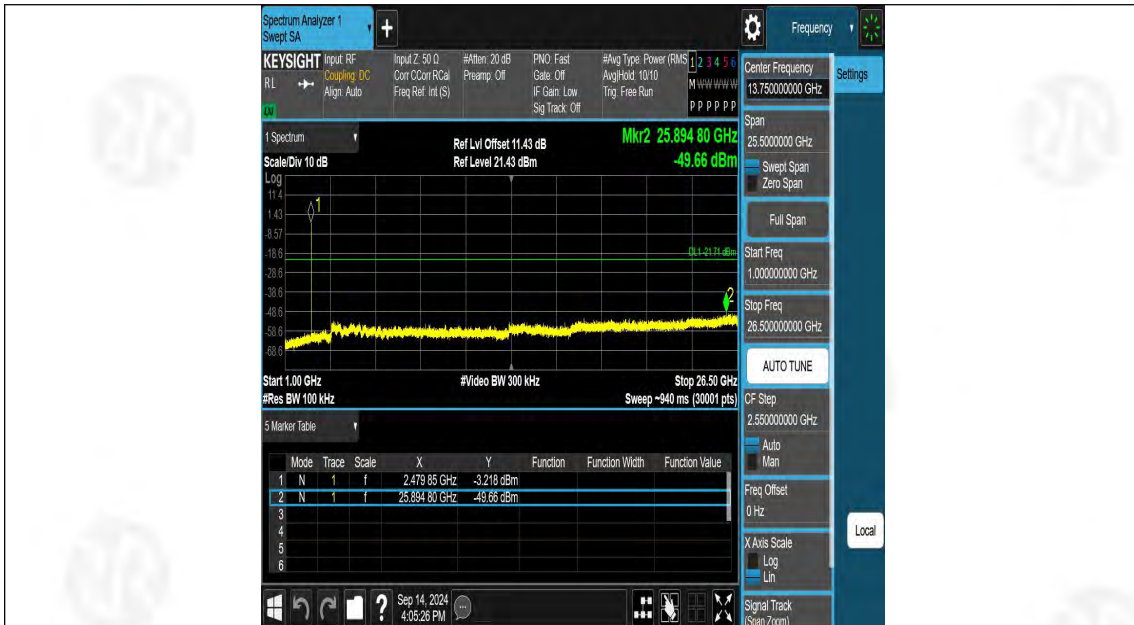 Spectrum Analyzer 1
Swept SA
+
Frequency
KEYSIGHT
RL
Input: RF
Coupling: DC
Align: Auto
Input Z: 50 Ω
Corr CCorr RCal
Freq Ref: Int (S)
#Atten: 20 dB
Preamp: Off
PNO: Fast
Gate: Off
IF Gain: Low
Sig Track: Off
#Avg Type: Power (RMS
Avg|Hold: 10/10
Trig: Free Run
1 2 3 4 5 6
M W W W W W
P P P P P P
1 Spectrum
Scale/Div 10 dB
Ref Lvl Offset 11.43 dB
Ref Level 21.43 dBm
Mkr2 25.894 80 GHz
-49.66 dBm
Log
11.4
1.43
-8.57
-18.6
-28.6
-38.6
-48.6
-58.6
-68.6
1
2
DL1 -21.71 dBm
Start 1.00 GHz
#Res BW 100 kHz
#Video BW 300 kHz
Stop 26.50 GHz
Sweep ~940 ms (30001 pts)
5 Marker Table
Mode Trace Scale X Y Function Function Width Function Value
1 N 1 f 2.479 85 GHz -3.218 dBm
2 N 1 f 25.894 80 GHz -49.66 dBm
3
4
5
6
Sep 14, 2024
4:05:26 PM
Center Frequency
13.750000000 GHz
Span
25.5000000 GHz
Swept Span
Zero Span
Full Span
Start Freq
1.000000000 GHz
Stop Freq
26.500000000 GHz
AUTO TUNE
CF Step
2.550000000 GHz
Auto
Man
Freq Offset
0 Hz
X Axis Scale
Log
Lin
Signal Track
(Span Zoom)
Settings
Local